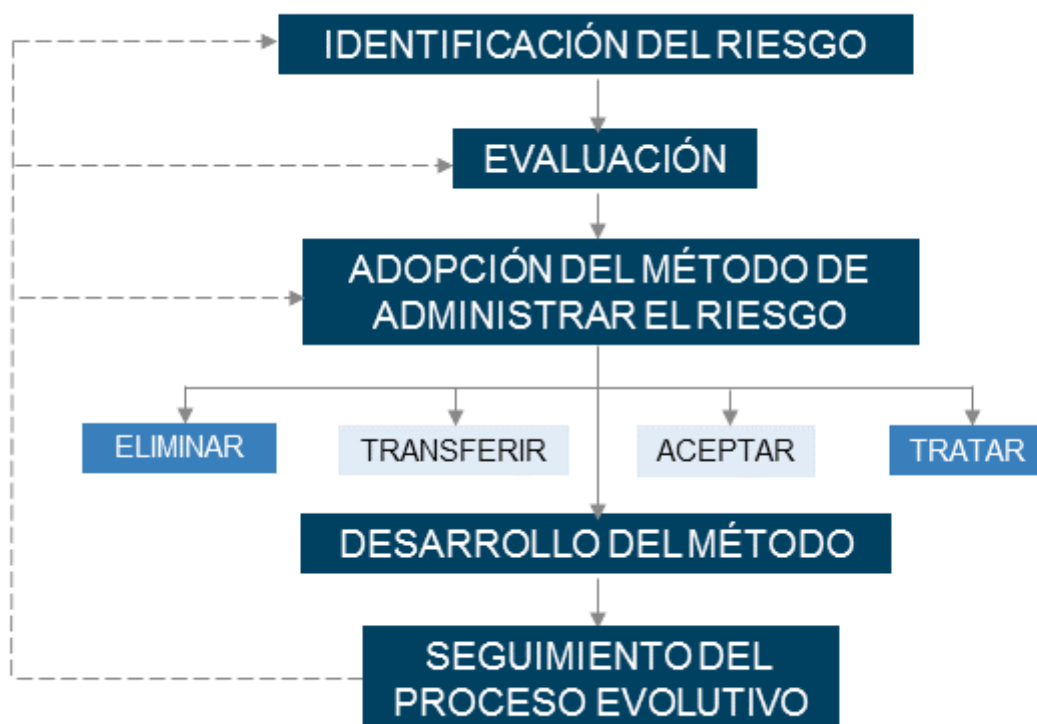 IDENTIFICACIÓN DEL RIESGO
EVALUACIÓN
ADOPCIÓN DEL MÉTODO DE
ADMINISTRAR EL RIESGO
ELIMINAR
TRANSFERIR
ACEPTAR
TRATAR
DESARROLLO DEL MÉTODO
SEGUIMIENTO DEL
PROCESO EVOLUTIVO